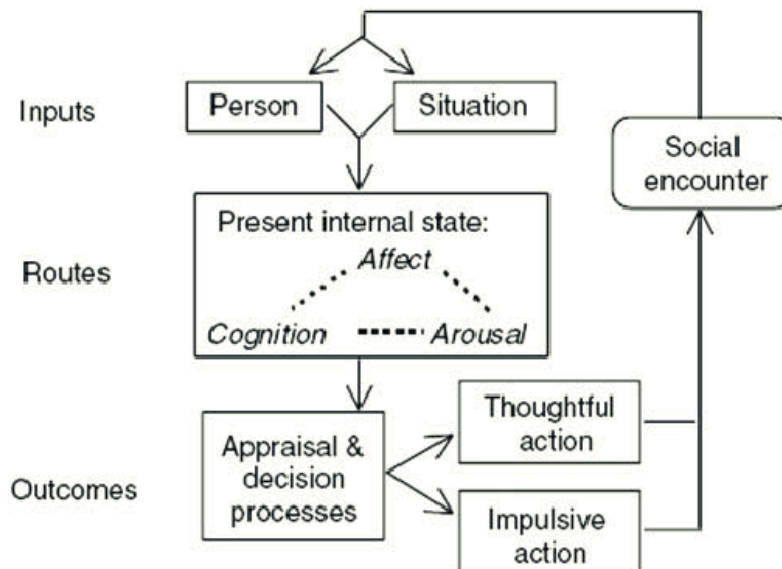 Inputs
Person
Situation
Social
encounter
Routes
Present internal state:
Affect
Cognition
Arousal
Outcomes
Appraisal &
decision
processes
Thoughtful
action
Impulsive
action